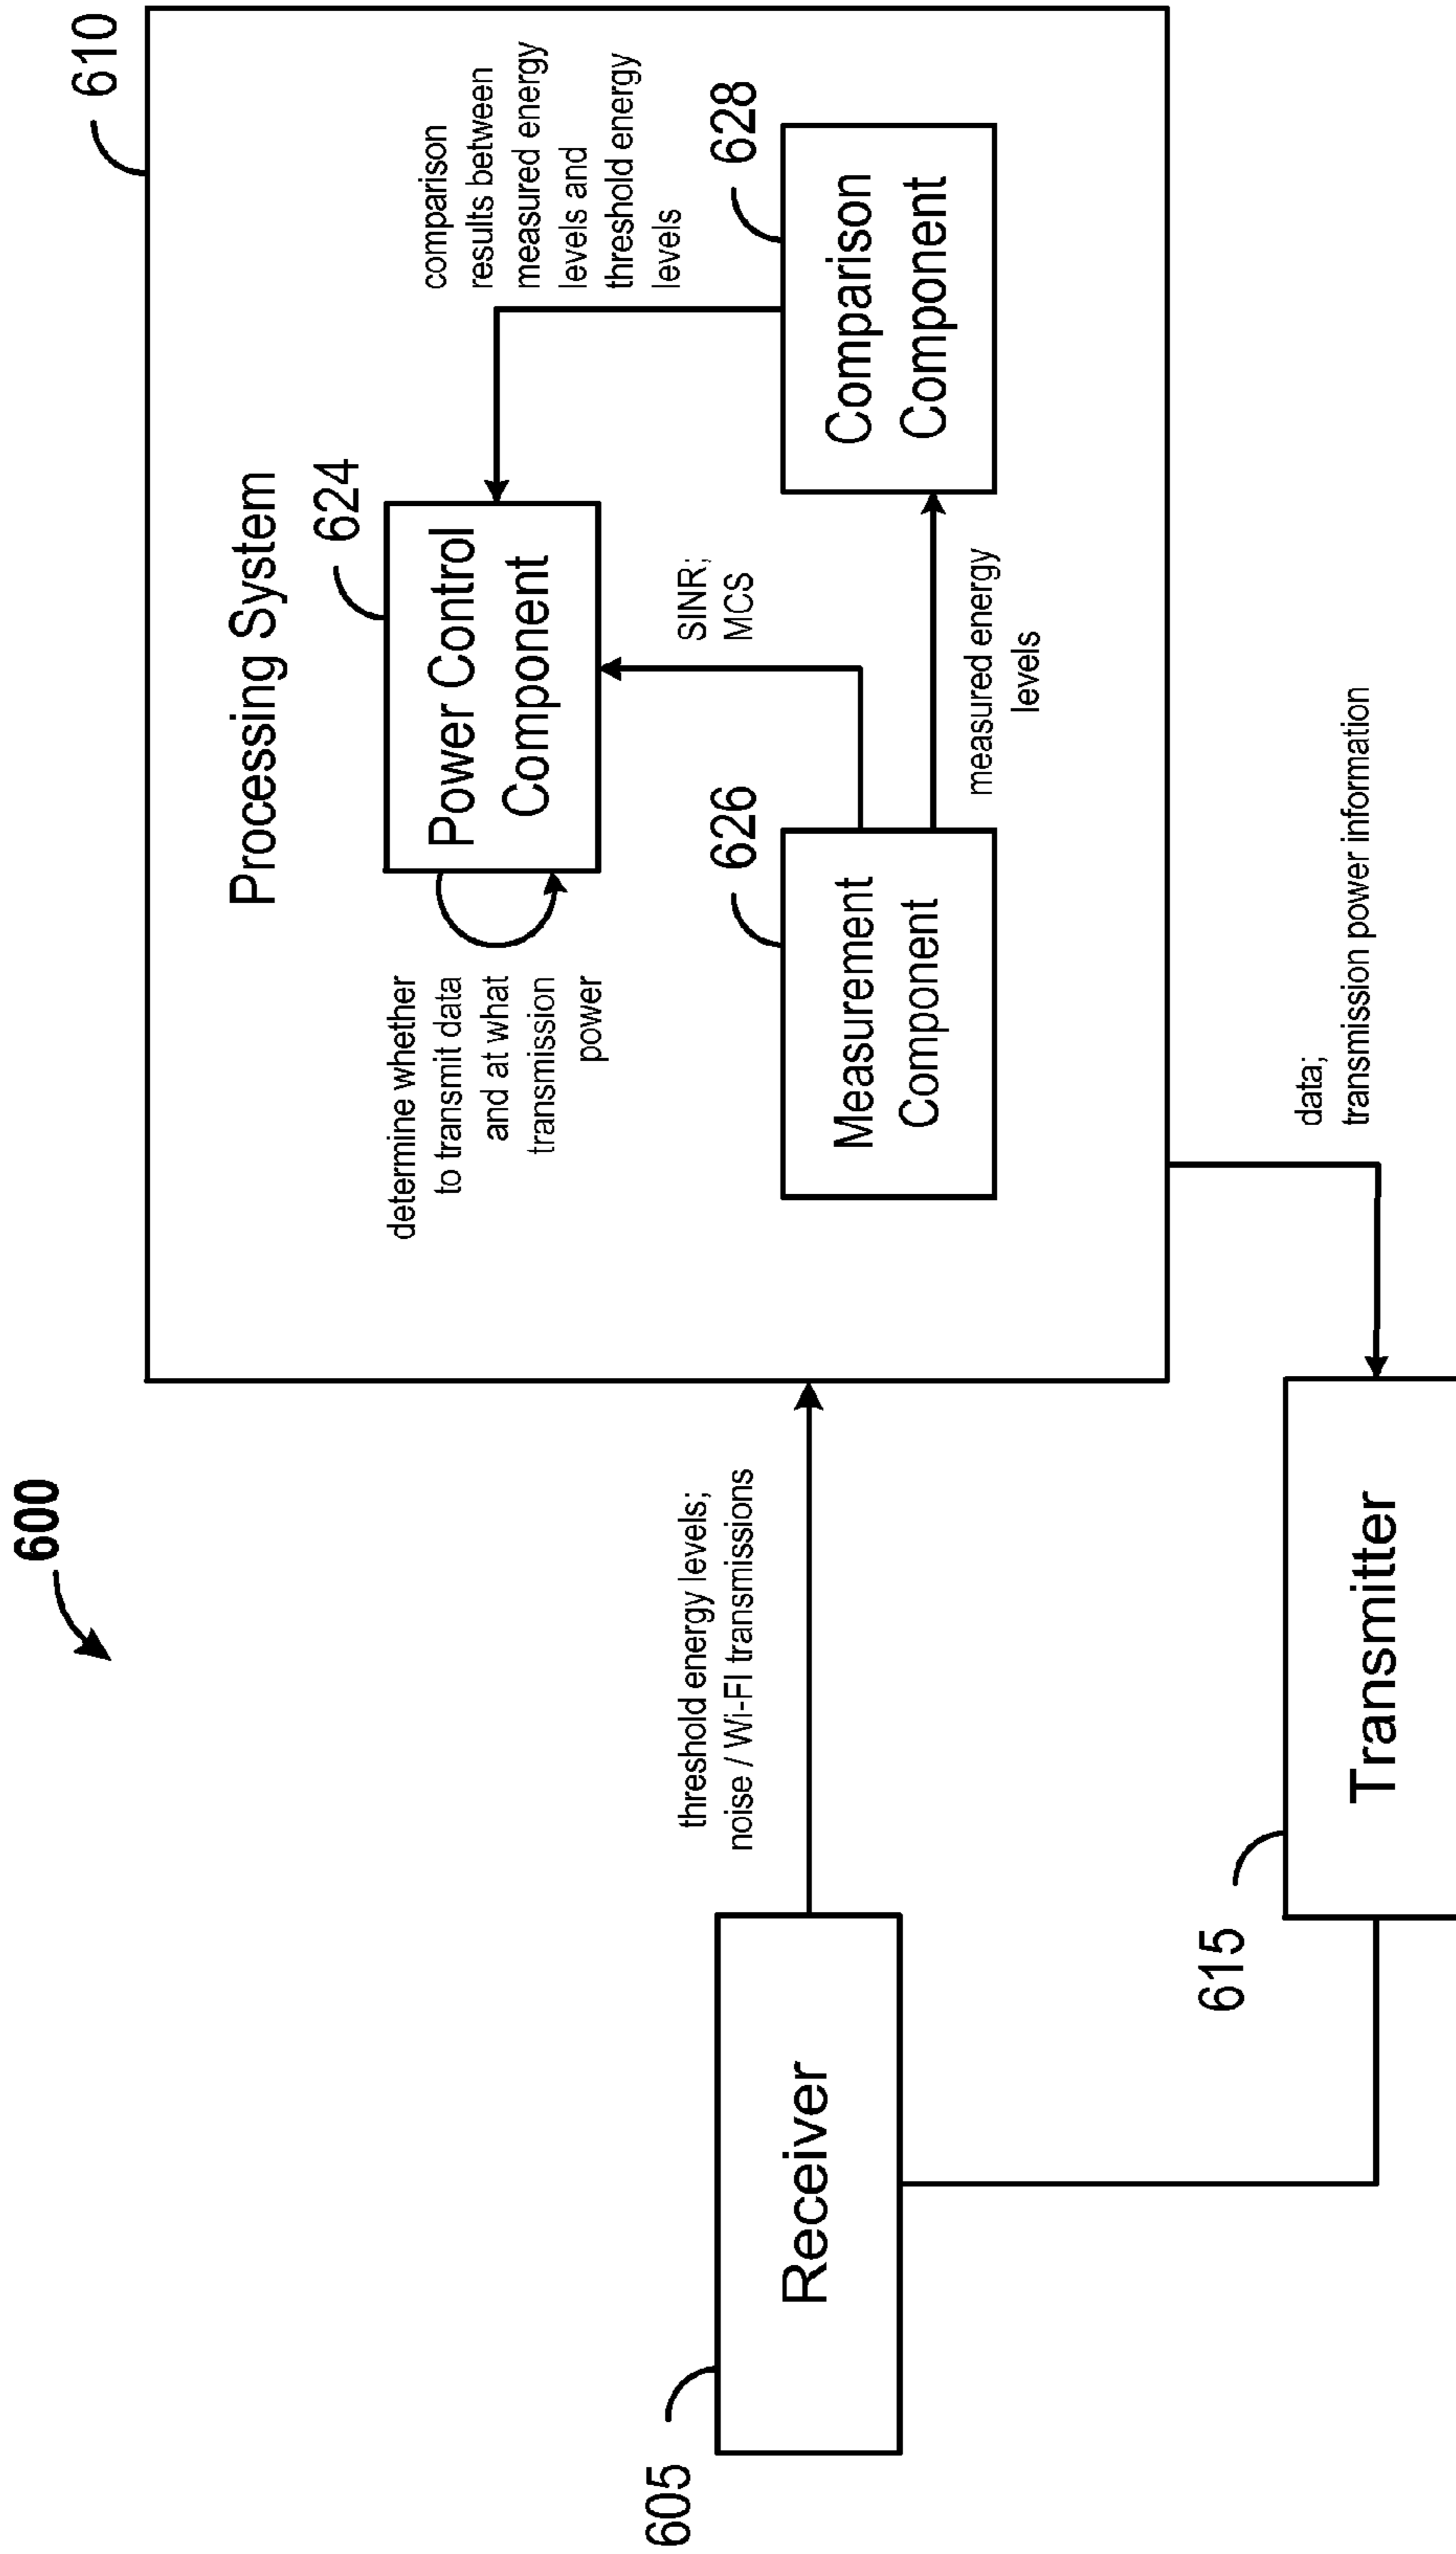 600
610
Processing System
624
Power Control
Component
determine whether
to transmit data
and at what
transmission
power
comparison
results between
measured energy
levels and
threshold energy
levels
SINR;
MCS
626
Measurement
Component
measured energy
levels
628
Comparison
Component
threshold energy levels;
noise / Wi-FI transmissions
605
Receiver
data;
transmission power information
615
Transmitter